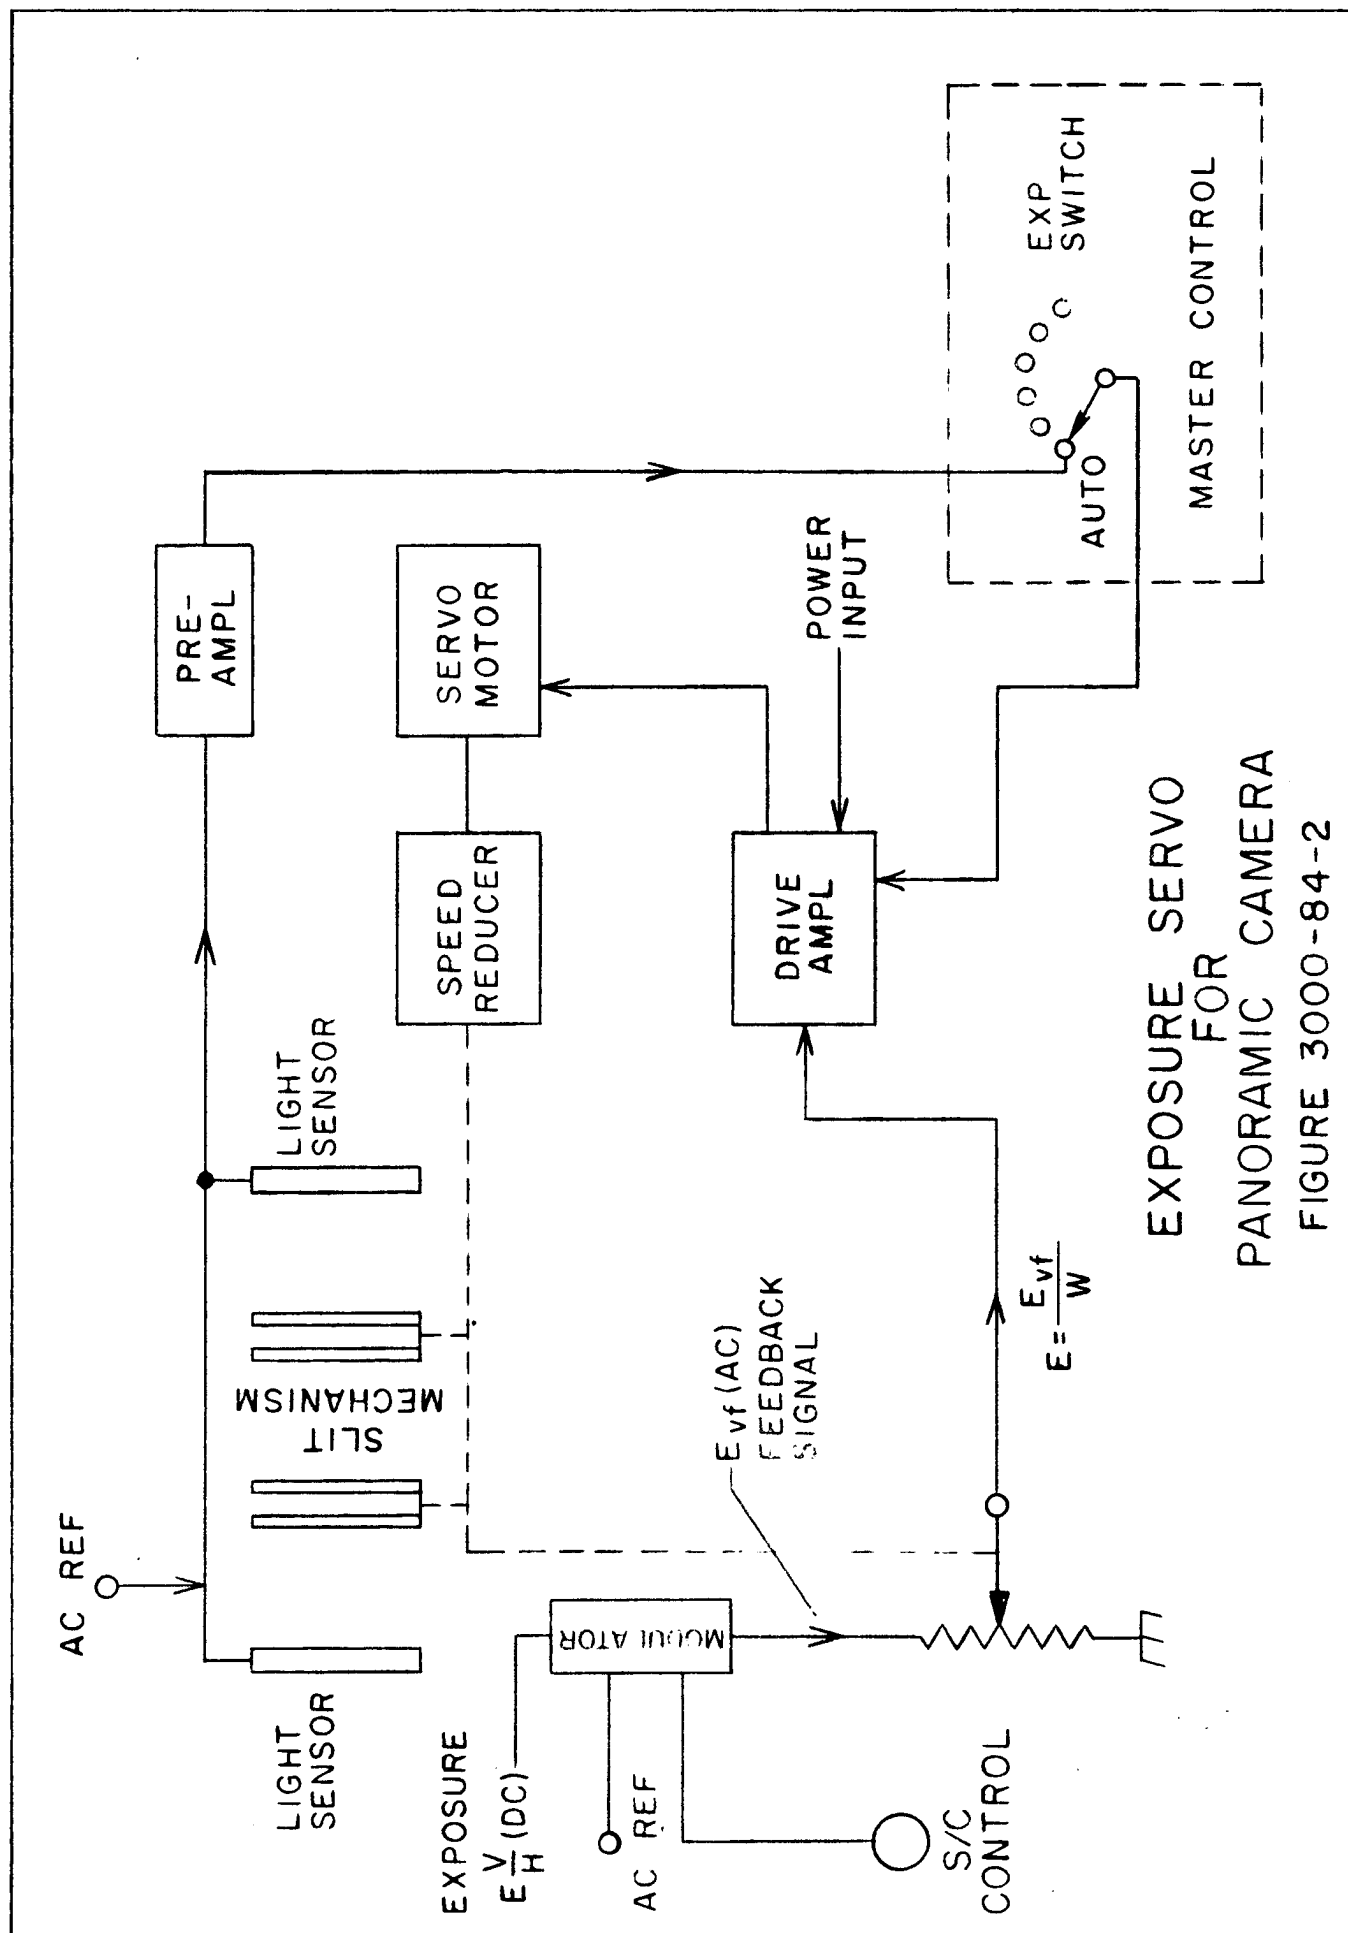 AC REF
LIGHT
SENSOR
SLIT
MECHANISM
LIGHT
SENSOR
PRE-
AMPL
EXPOSURE
E V/H (DC)
AC REF
S/C
CONTROL
MODULATOR
Evf (AC)
FEEDBACK
SIGNAL
SPEED
REDUCER
SERVO
MOTOR
DRIVE
AMPL
POWER
INPUT
E = Evf/W
AUTO
EXP
SWITCH
MASTER CONTROL
EXPOSURE SERVO
FOR
PANORAMIC CAMERA
FIGURE 3000-84-2